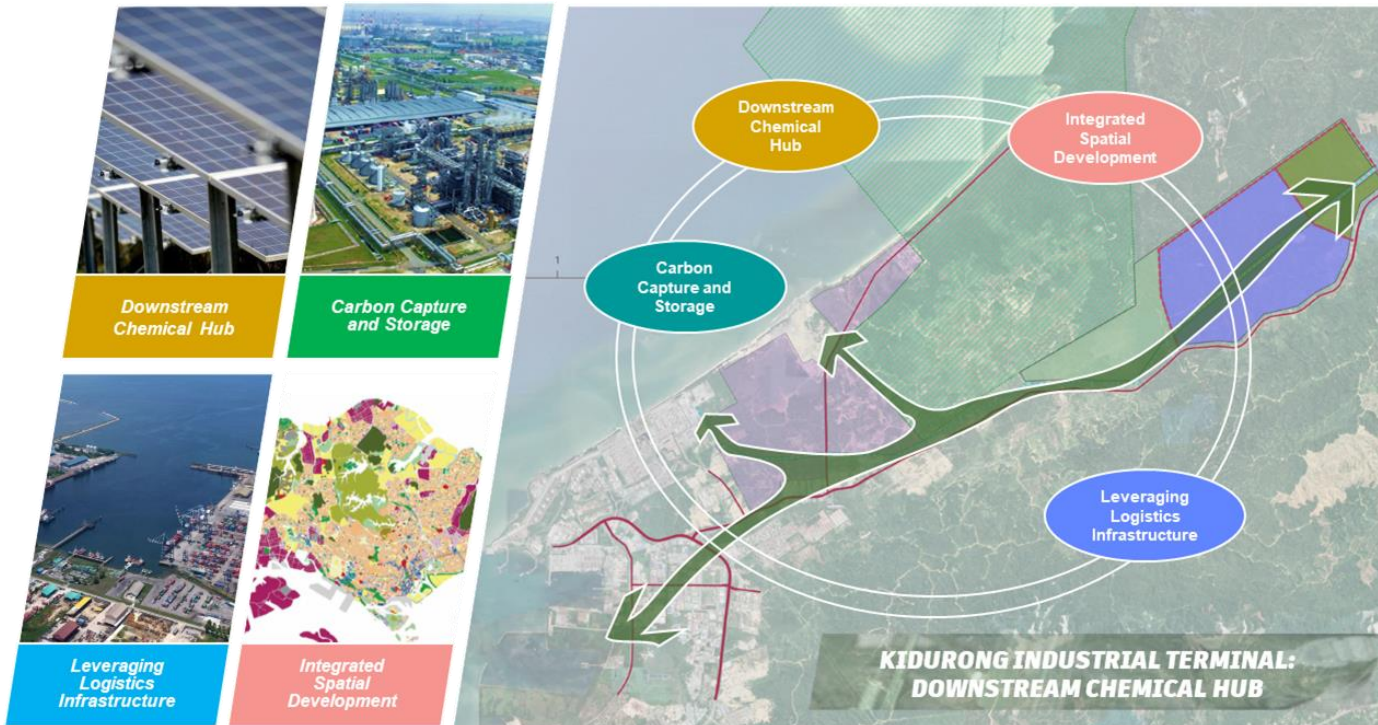 Downstream
Chemical Hub
Carbon Capture
and Storage
Leveraging
Logistics
Infrastructure
Integrated
Spatial
Development
Downstream
Chemical
Hub
Integrated
Spatial
Development
Carbon
Capture and
Storage
1
Leveraging
Logistics
Infrastructure
KIDURONG INDUSTRIAL TERMINAL:
DOWNSTREAM CHEMICAL HUB